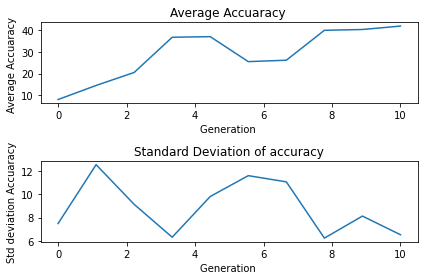 Average Accuaracy
Average Accuaracy
40
30
20
10
0 2 4 6 8 10
Generation
Standard Deviation of accuracy
Std deviation Accuaracy
12
10
8
6
0 2 4 6 8 10
Generation